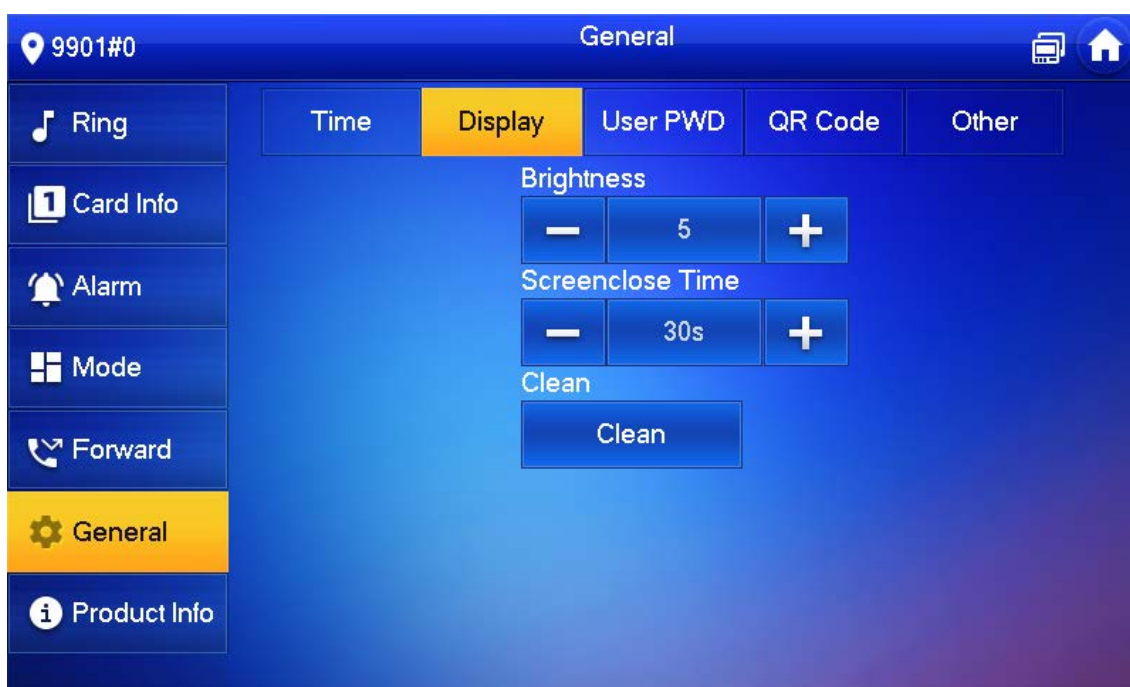 9901#0
General
Ring
Card Info
Alarm
Mode
Forward
General
Product Info
Time
Display
User PWD
QR Code
Other
Brightness
5
Screenclose Time
30s
Clean
Clean